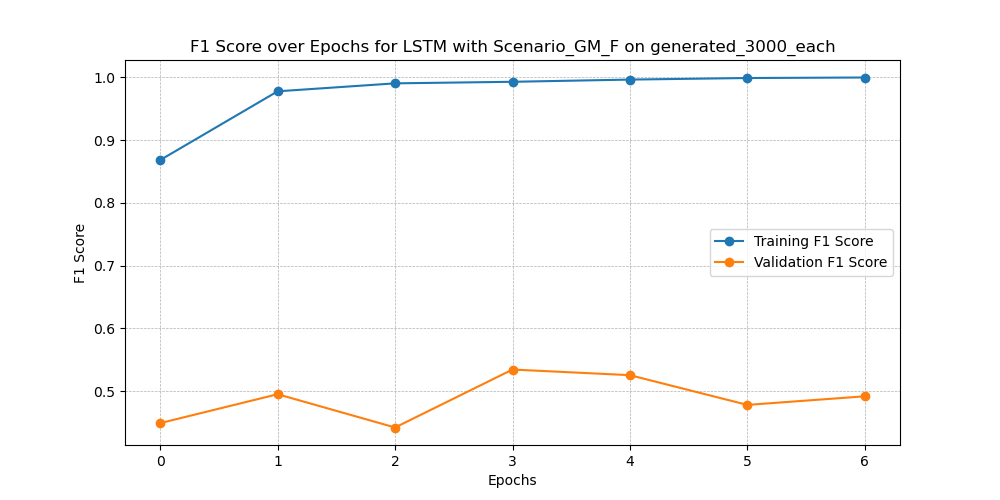 F1 Score over Epochs for LSTM with Scenario_GM_F on generated_3000_each
F1 Score
1.0
0.9
0.8
0.7
0.6
0.5
Training F1 Score
Validation F1 Score
0 1 2 3 4 5 6
Epochs